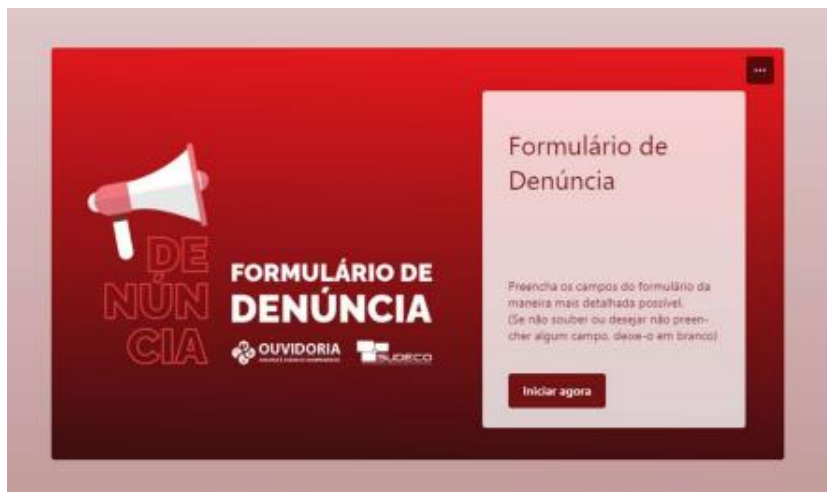 DE
NÚN
CIA
FORMULÁRIO DE
DENÚNCIA
OUVIDORIA
SUDECO
Formulário de
Denúncia
Preencha os campos do formulário da
maneira mais detalhada possível.
(Se não souber ou desejar não preen-
cher algum campo, deixe-o em branco)
Iniciar agora